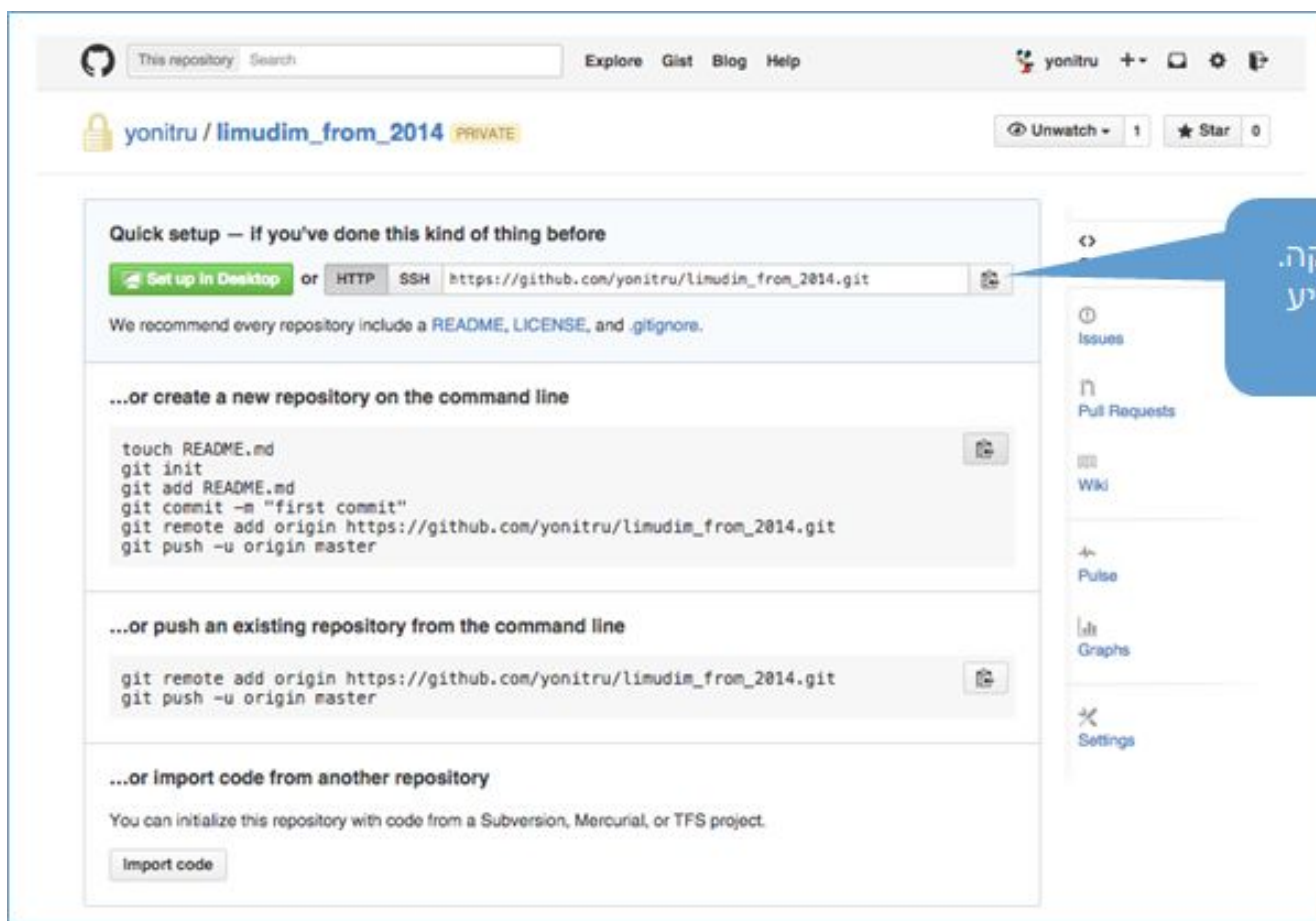 This repository Search Explore Gist Blog Help yonitru
yonitru / limudim_from_2014 PRIVATE Unwatch 1 Star 0
Quick setup — if you've done this kind of thing before
Set up in Desktop or HTTP SSH https://github.com/yonitru/limudim_from_2014.git
We recommend every repository include a README, LICENSE, and .gitignore.
...or create a new repository on the command line
touch README.md
git init
git add README.md
git commit -m "first commit"
git remote add origin https://github.com/yonitru/limudim_from_2014.git
git push -u origin master
...or push an existing repository from the command line
git remote add origin https://github.com/yonitru/limudim_from_2014.git
git push -u origin master
...or import code from another repository
You can initialize this repository with code from a Subversion, Mercurial, or TFS project.
Import code
Issues
Pull Requests
Wiki
Pulse
Graphs
Settings